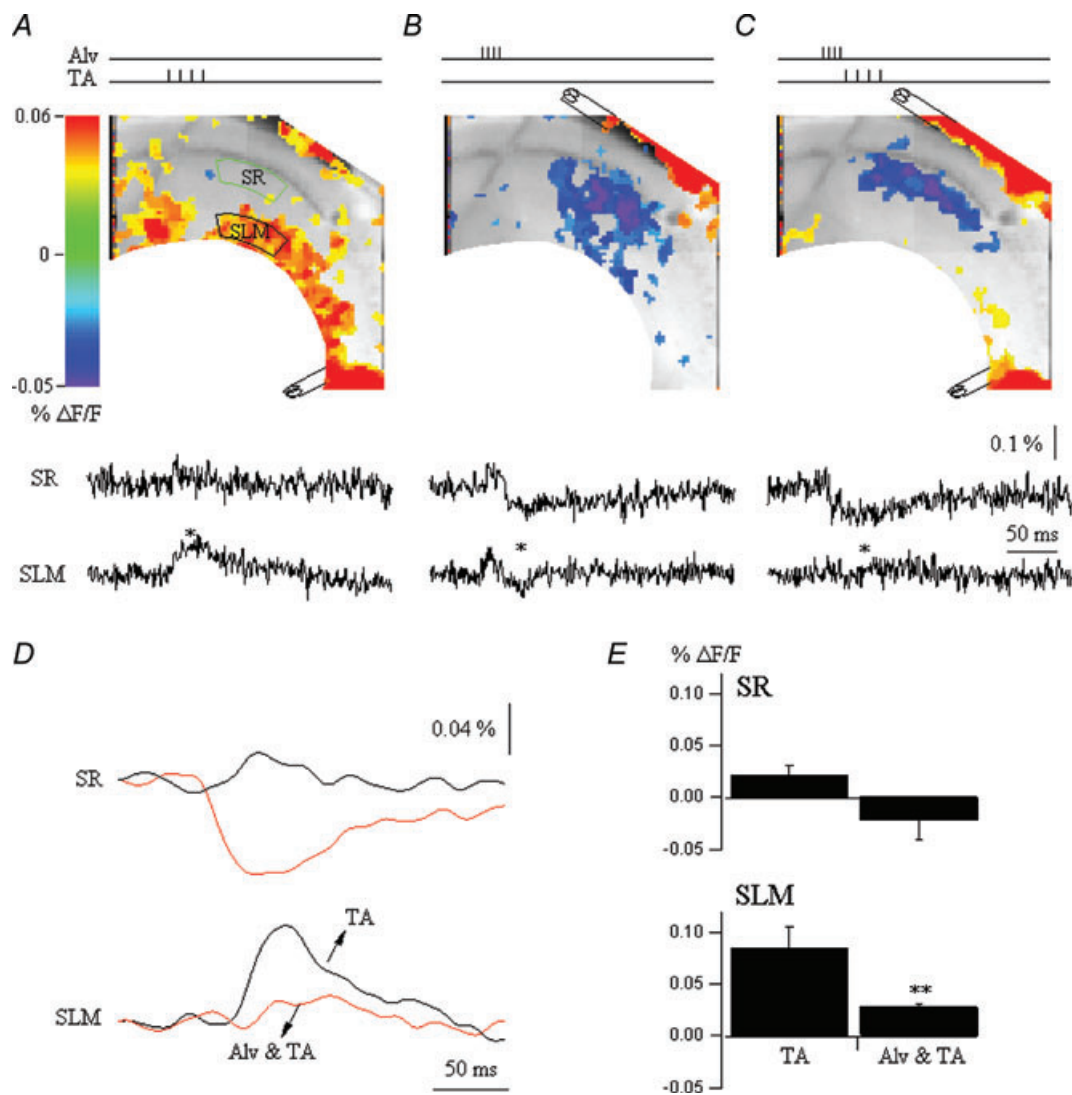 A
B
C
Alv
TA
0.06
0
-0.05
% ΔF/F
SR
SLM
SR
0.1 %
SLM
*
*
*
50 ms
D
E
% ΔF/F
SR
0.10
0.05
0.00
-0.05
0.04 %
SR
SLM
TA
Alv & TA
50 ms
SLM
0.10
0.05
0.00
-0.05
**
TA
Alv & TA